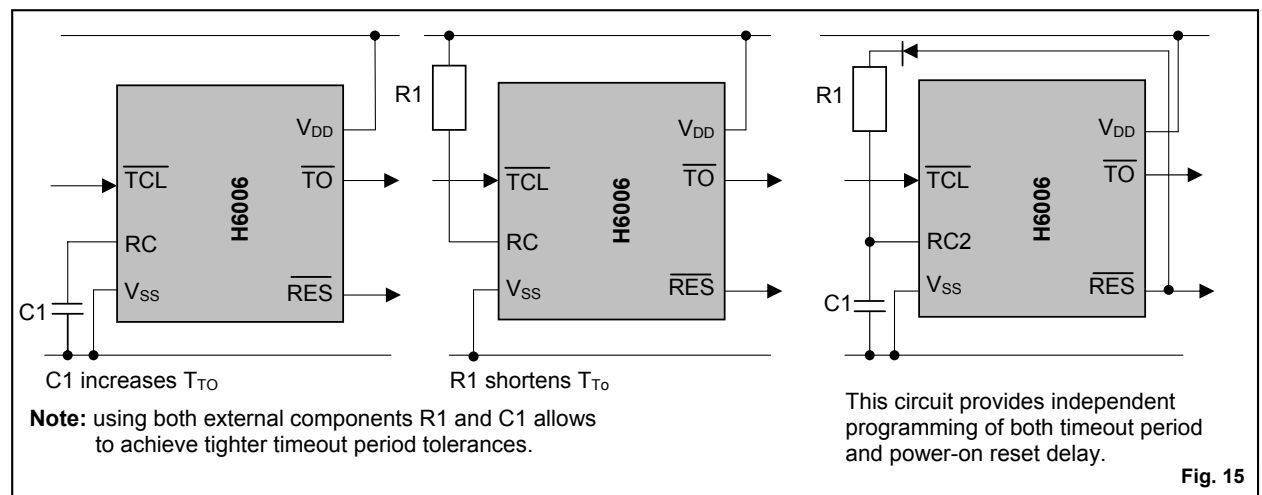 V_DD
TCL
TO
H6006
RC
V_SS
RES
C1
C1 increases T_TO
R1
V_DD
TCL
TO
H6006
RC
V_SS
RES
R1 shortens T_To
Note: using both external components R1 and C1 allows
to achieve tighter timeout period tolerances.
R1
V_DD
TCL
TO
H6006
RC2
V_SS
RES
C1
This circuit provides independent
programming of both timeout period
and power-on reset delay.
Fig. 15